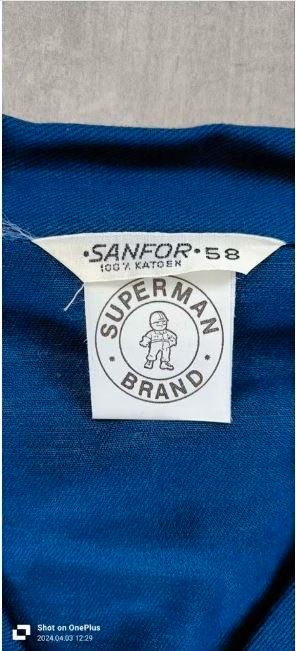 •SANFOR•58
100% KATOEN
SUPERMAN
• BRAND •
Shot on OnePlus
2024.04.03 12:29